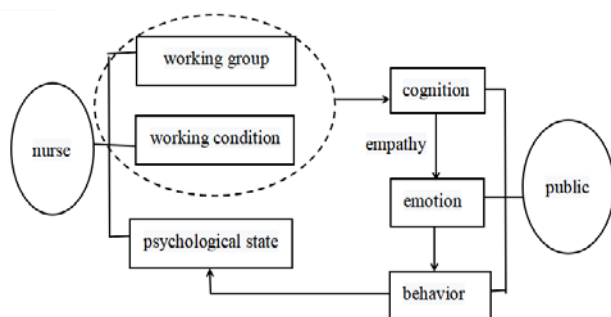 working group
cognition
nurse
working condition
empathy
public
emotion
psychological state
behavior